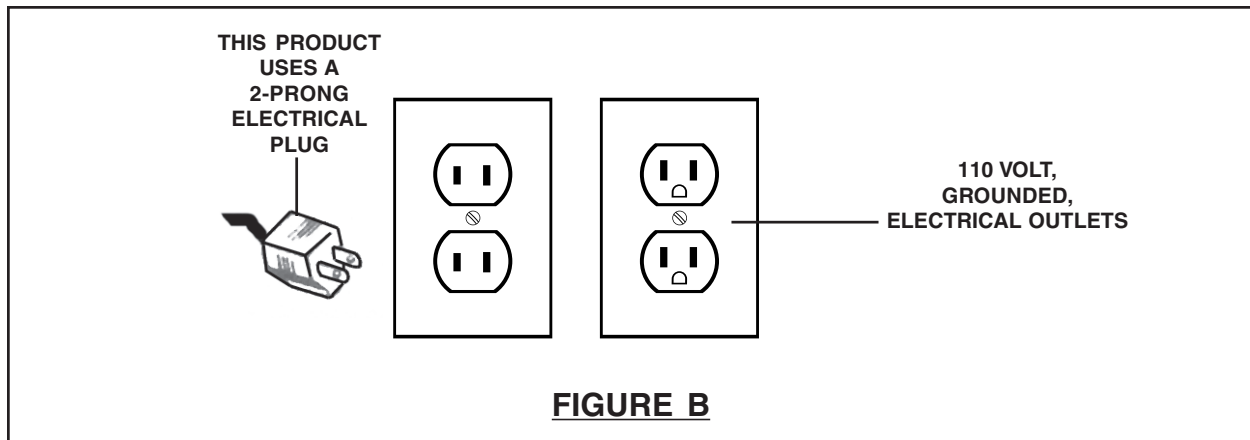 THIS PRODUCT
USES A
2-PRONG
ELECTRICAL
PLUG
110 VOLT,
GROUNDED,
ELECTRICAL OUTLETS
FIGURE B